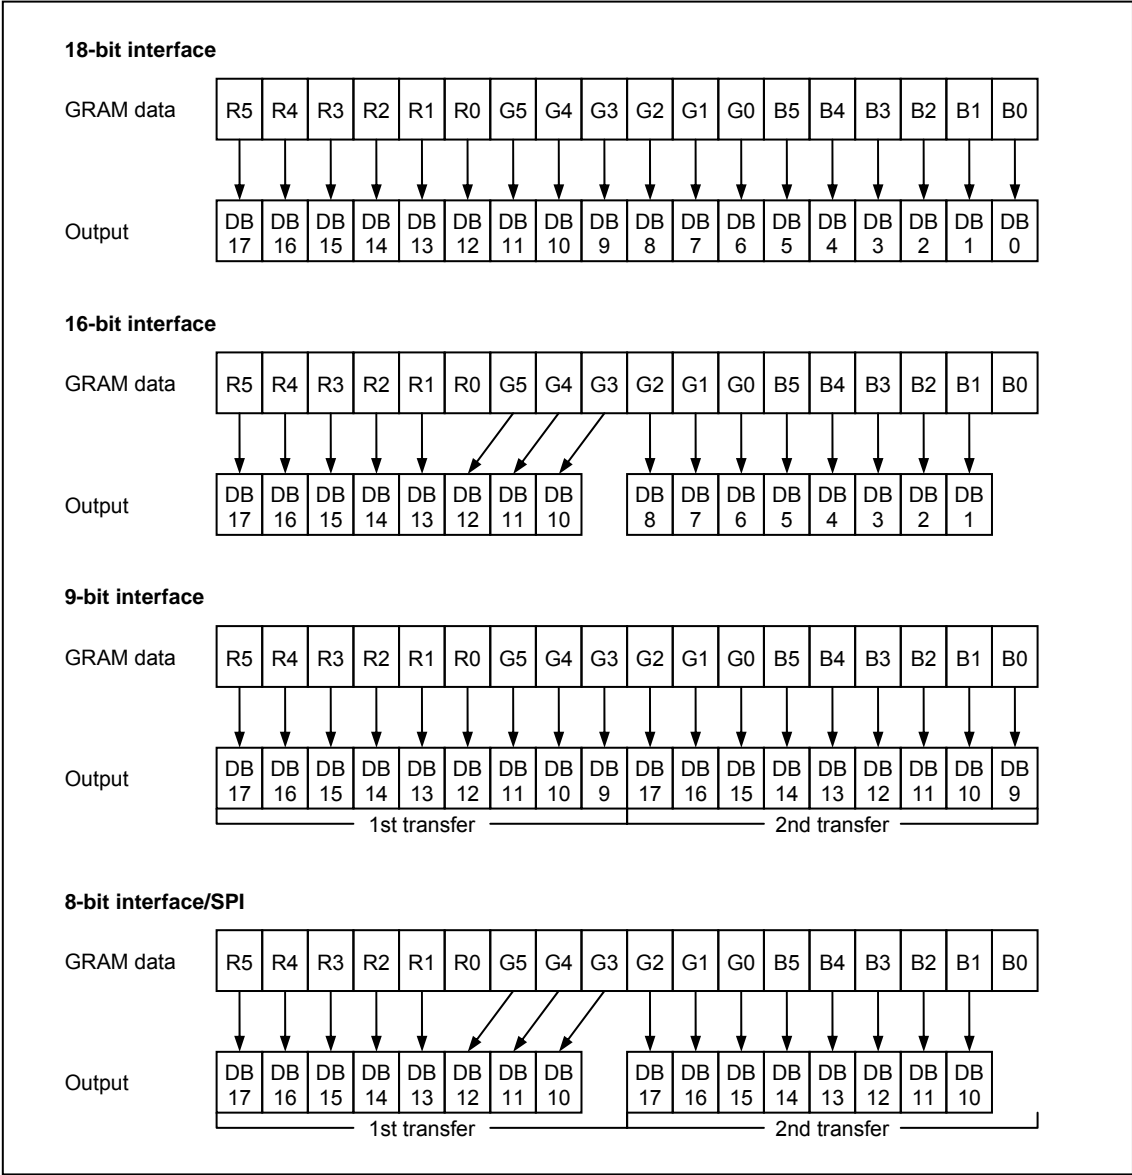 18-bit interface
GRAM data R5 R4 R3 R2 R1 R0 G5 G4 G3 G2 G1 G0 B5 B4 B3 B2 B1 B0
Output DB 17 DB 16 DB 15 DB 14 DB 13 DB 12 DB 11 DB 10 DB 9 DB 8 DB 7 DB 6 DB 5 DB 4 DB 3 DB 2 DB 1 DB 0
16-bit interface
GRAM data R5 R4 R3 R2 R1 R0 G5 G4 G3 G2 G1 G0 B5 B4 B3 B2 B1 B0
Output DB 17 DB 16 DB 15 DB 14 DB 13 DB 12 DB 11 DB 10 DB 8 DB 7 DB 6 DB 5 DB 4 DB 3 DB 2 DB 1
9-bit interface
GRAM data R5 R4 R3 R2 R1 R0 G5 G4 G3 G2 G1 G0 B5 B4 B3 B2 B1 B0
Output DB 17 DB 16 DB 15 DB 14 DB 13 DB 12 DB 11 DB 10 DB 9 DB 17 DB 16 DB 15 DB 14 DB 13 DB 12 DB 11 DB 10 DB 9
1st transfer 2nd transfer
8-bit interface/SPI
GRAM data R5 R4 R3 R2 R1 R0 G5 G4 G3 G2 G1 G0 B5 B4 B3 B2 B1 B0
Output DB 17 DB 16 DB 15 DB 14 DB 13 DB 12 DB 11 DB 10 DB 17 DB 16 DB 15 DB 14 DB 13 DB 12 DB 11 DB 10
1st transfer 2nd transfer